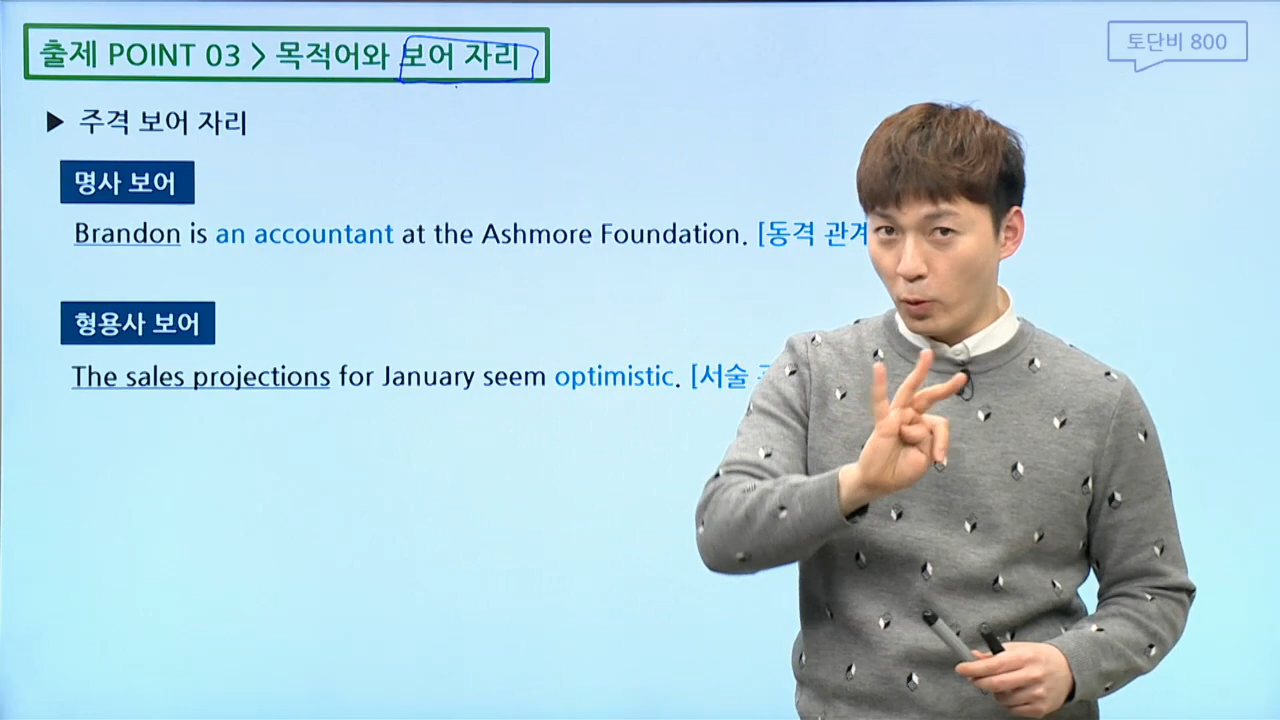 출제 POINT 03 > 목적어와 보어 자리
토단비 800
▶ 주격 보어 자리
명사 보어
Brandon is an accountant at the Ashmore Foundation. [동격 관계
형용사 보어
The sales projections for January seem optimistic. [서술